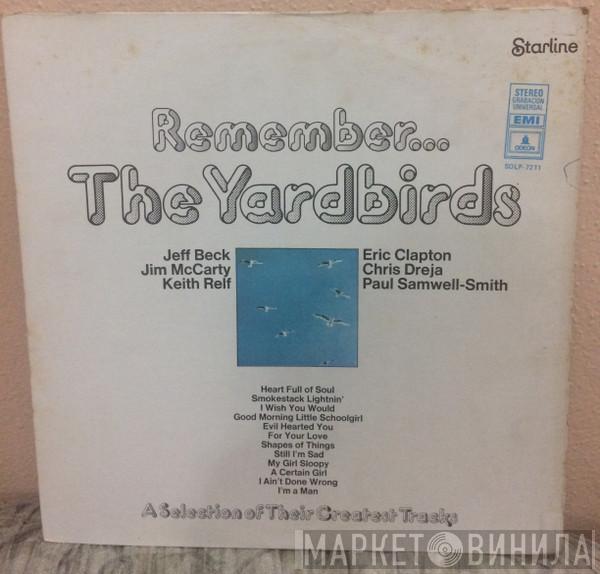 Starline
STEREO
GRABACION
UNIVERSAL
EMI
ODEON
SOLP-7211
Remember...
The Yardbirds
Jeff Beck
Jim McCarty
Keith Relf
Eric Clapton
Chris Dreja
Paul Samwell-Smith
Heart Full of Soul
Smokestack Lightnin'
I Wish You Would
Good Morning Little Schoolgirl
Evil Hearted You
For Your Love
Shapes of Things
Still I'm Sad
My Girl Sloopy
A Certain Girl
I Ain't Done Wrong
I'm a Man
A Selection of Their Greatest Tracks
МАРКЕТ ВИНИЛА